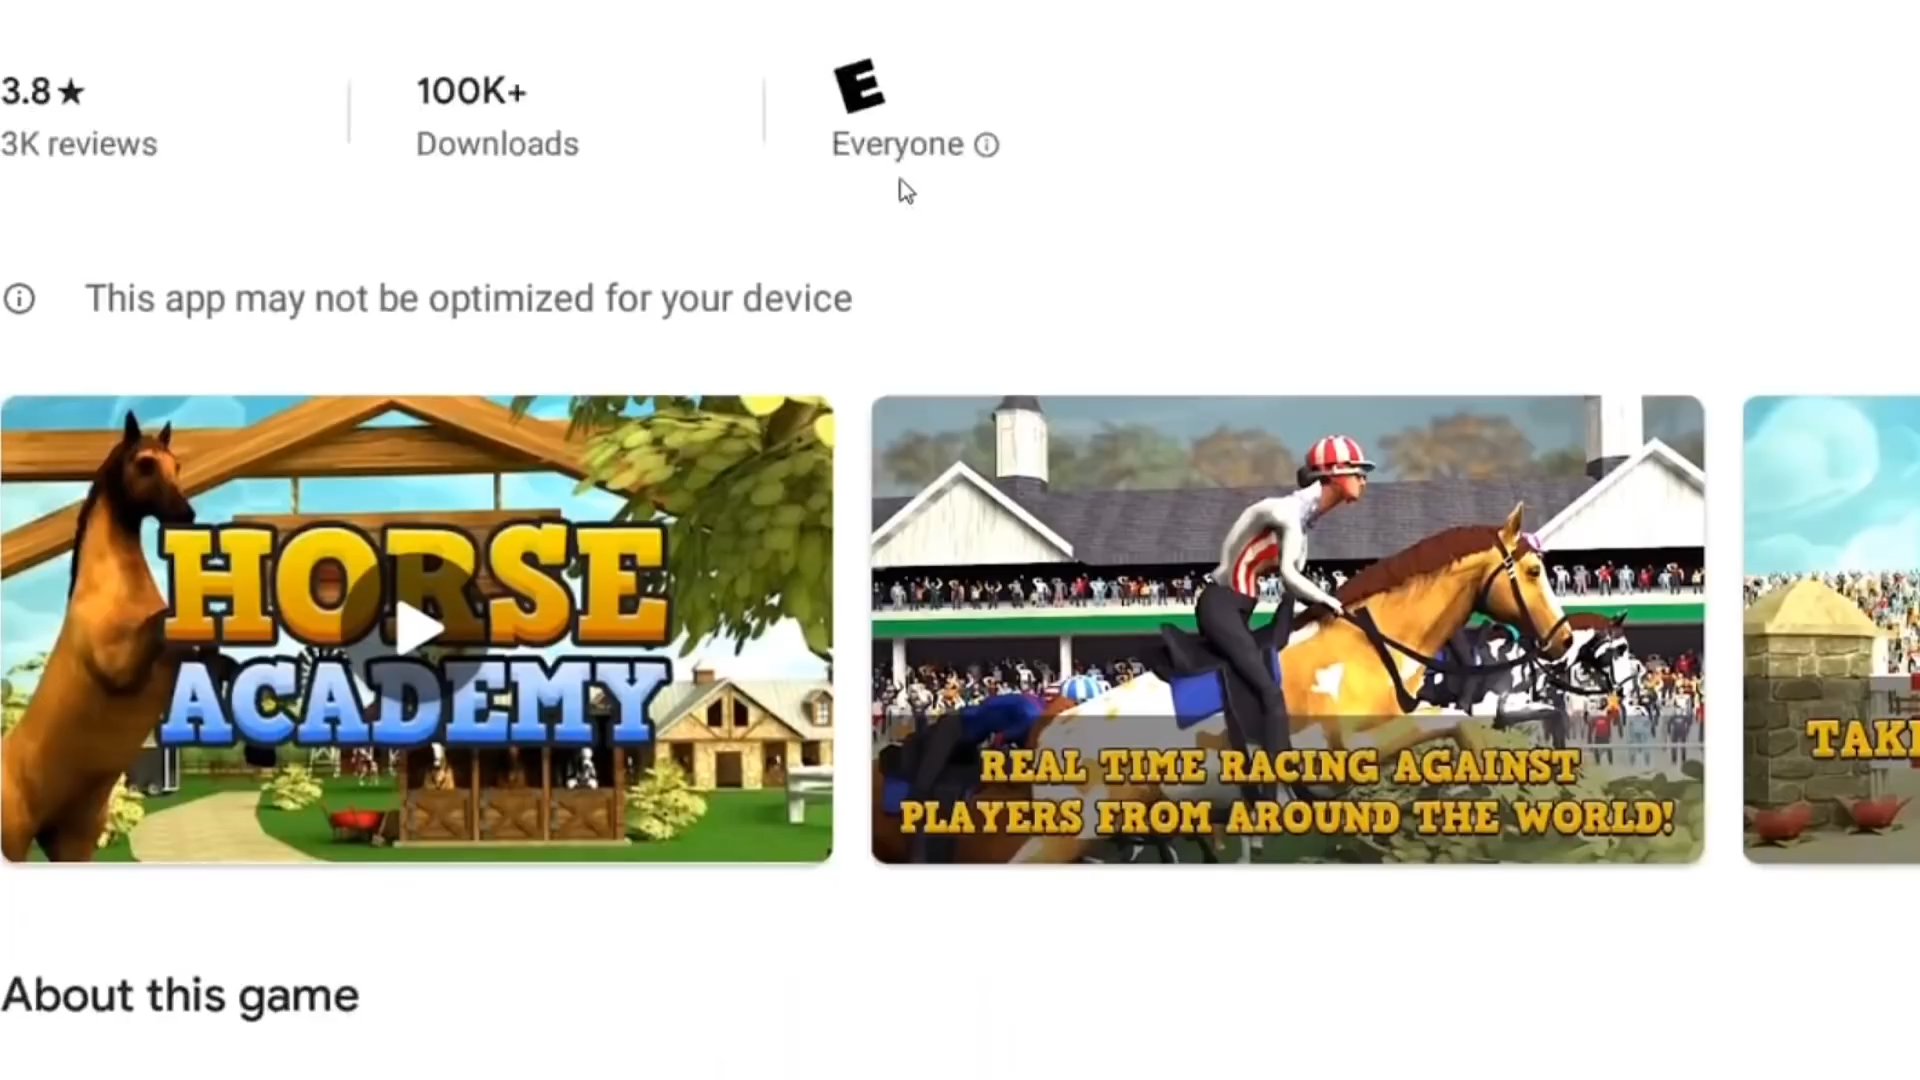 3.8★
3K reviews
100K+
Downloads
E
Everyone
This app may not be optimized for your device
HORSE
ACADEMY
REAL TIME RACING AGAINST
PLAYERS FROM AROUND THE WORLD!
About this game